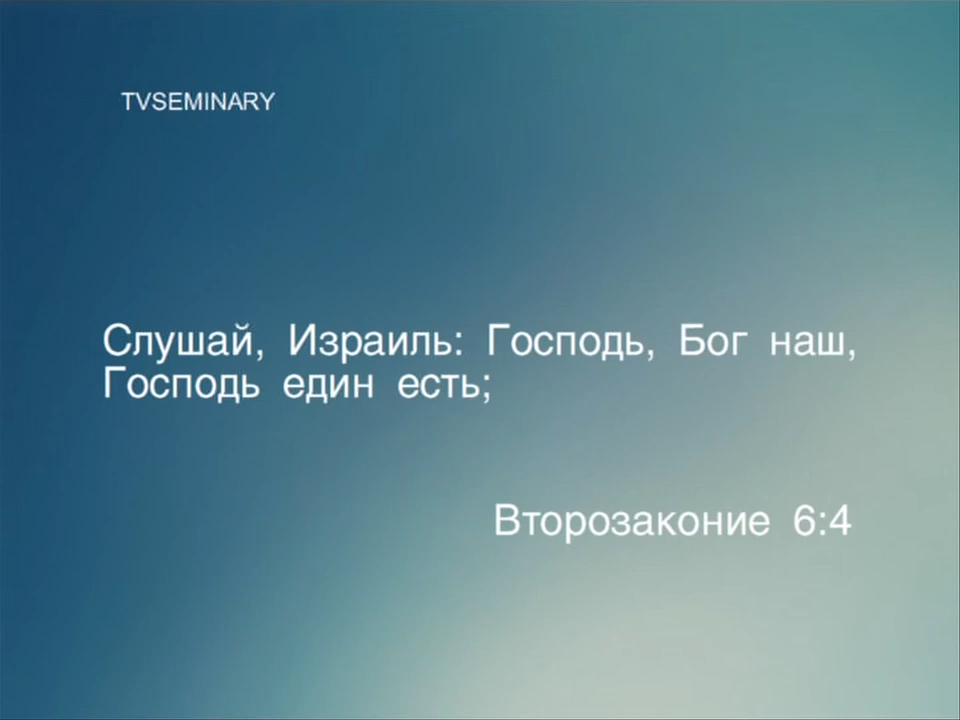 TVSEMINARY
Слушай, Израиль: Господь, Бог наш,
Господь един есть;
Второзаконие 6:4